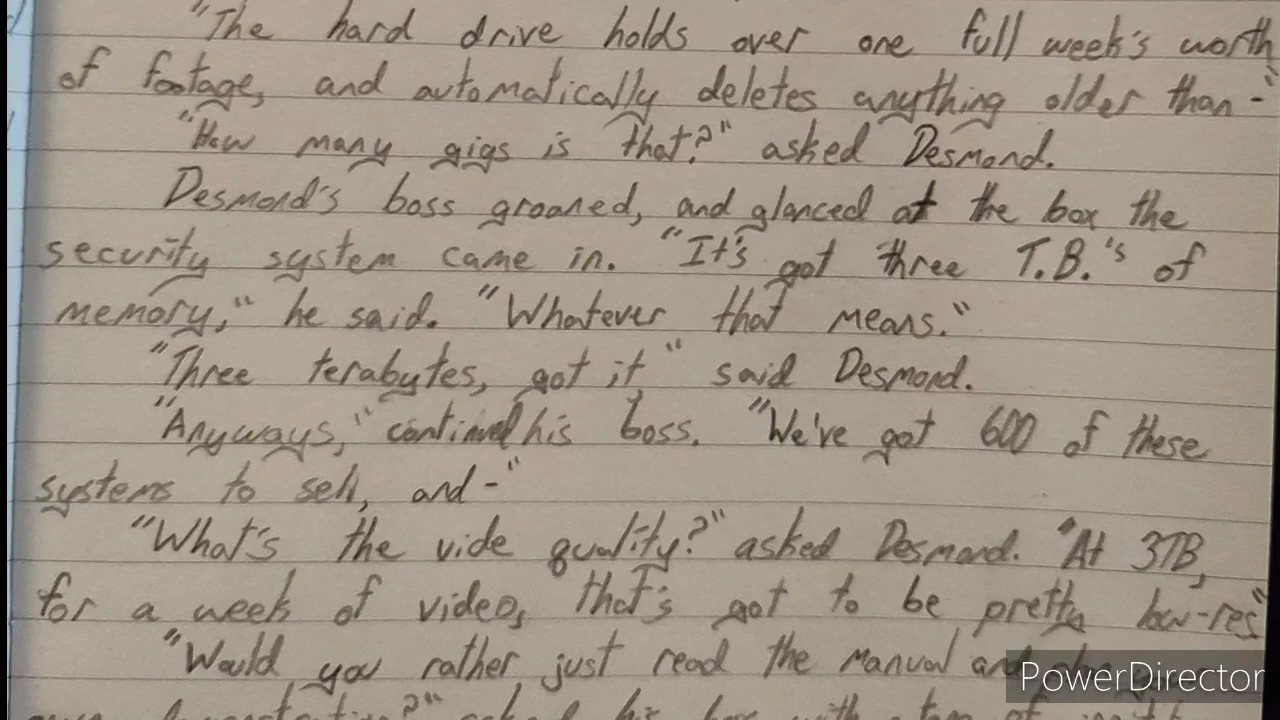 "The hard drive holds over one full week's worth
of footage, and automatically deletes anything older than-"
"How many gigs is that?" asked Desmond.
Desmond's boss groaned, and glanced at the box the
security system came in. "It's got three T.B.'s of
memory," he said. "Whatever that means."
"Three terabytes, got it" said Desmond.
"Anyways," continued his boss. "We've got 600 of these
systems to sell, and-"
"What's the vide quality?" asked Desmond. "At 3TB,
for a week of video, that's got to be pretty low-res"
"Would you rather just read the manual and
PowerDirector